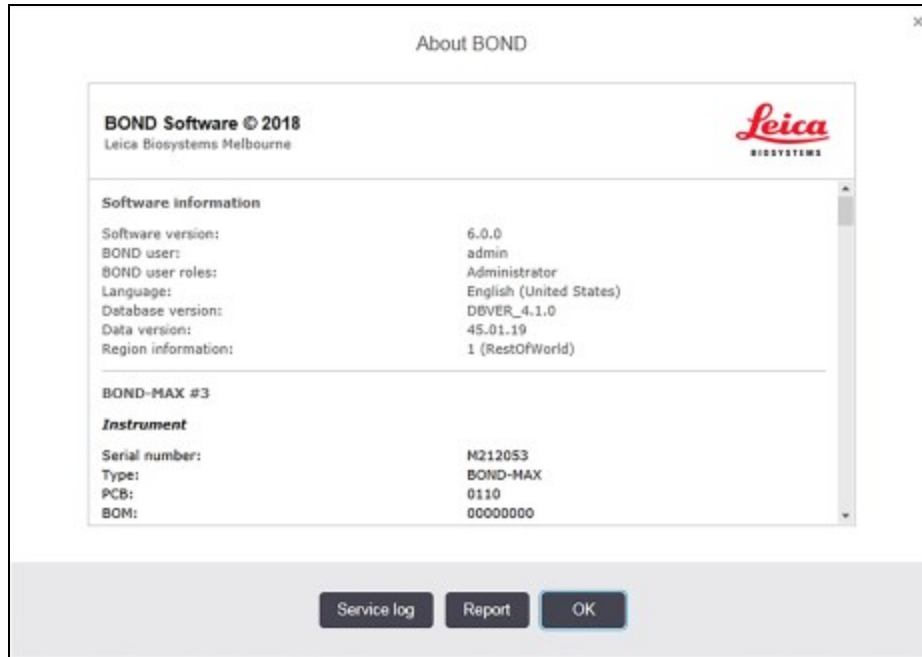 About BOND
BOND Software © 2018
Leica Biosystems Melbourne
Leica
BIOSYSTEMS
Software information
Software version: 6.0.0
BOND user: admin
BOND user roles: Administrator
Language: English (United States)
Database version: DBVER_4.1.0
Data version: 45.01.19
Region information: 1 (RestOfWorld)
BOND-MAX #3
Instrument
Serial number: M212053
Type: BOND-MAX
PCB: 0110
BOM: 00000000
Service log Report OK